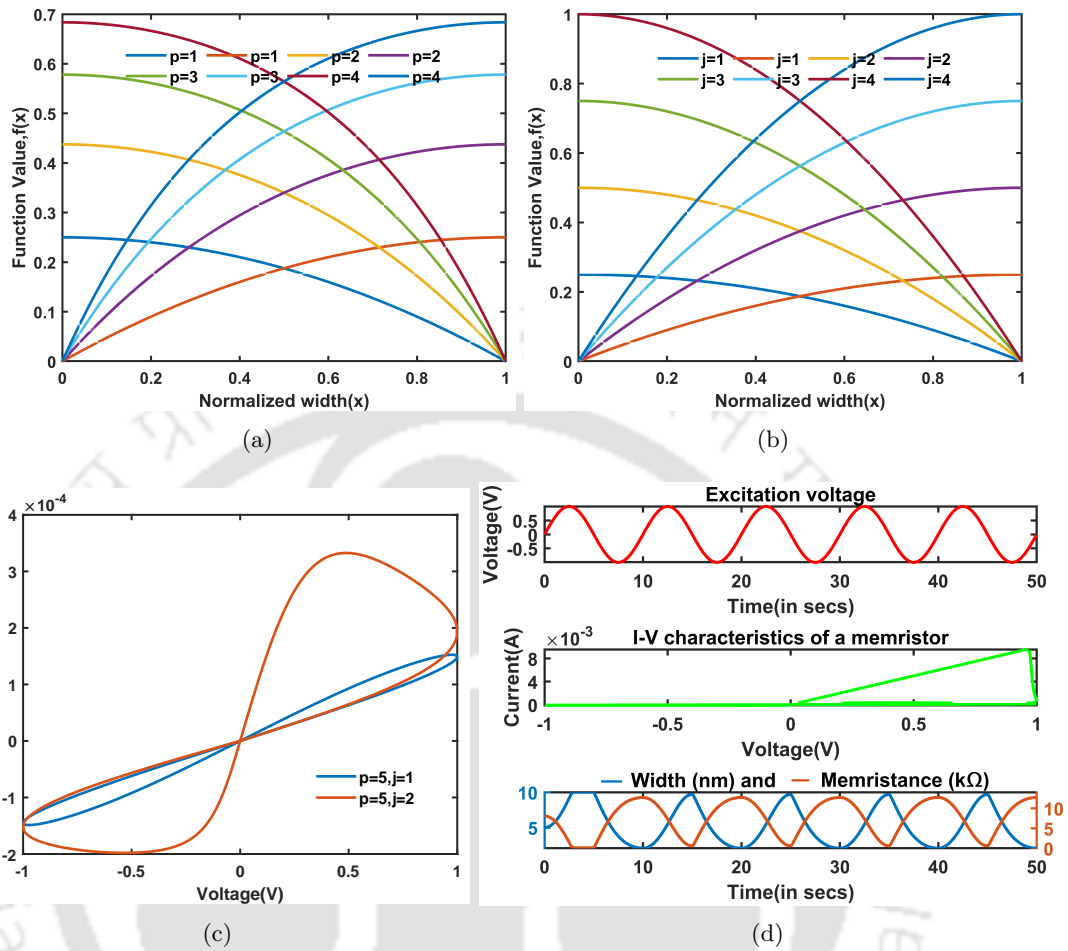 0.7
0.6
0.5
0.4
0.3
0.2
0.1
0
Function Value,f(x)
p=1 p=1 p=2 p=2
p=3 p=3 p=4 p=4
0 0.2 0.4 0.6 0.8 1
Normalized width(x)
(a)
1
0.8
0.6
0.4
0.2
0
Function Value,f(x)
j=1 j=1 j=2 j=2
j=3 j=3 j=4 j=4
0 0.2 0.4 0.6 0.8 1
Normalized width(x)
(b)
×10⁻⁴
4
3
2
1
0
-1
-2
p=5,j=1
p=5,j=2
-1 -0.5 0 0.5 1
Voltage(V)
(c)
Excitation voltage
Voltage(V)
0.5
0
-0.5
0 10 20 30 40 50
Time(in secs)
×10⁻³
I-V characteristics of a memristor
Current(A)
8
4
0
-1 -0.5 0 0.5 1
Voltage(V)
Width (nm) and Memristance (kΩ)
10
5
10
5
0
0 10 20 30 40 50
Time(in secs)
(d)